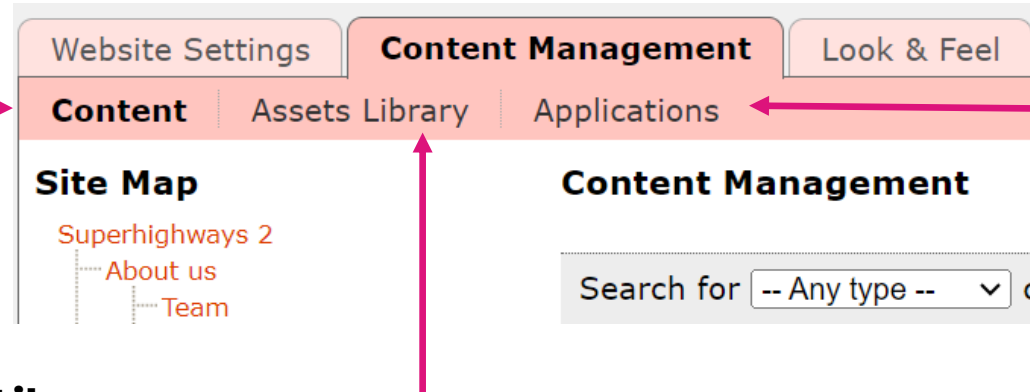 Website Settings Content Management Look & Feel
Content Assets Library Applications
Site Map Content Management
Superhighways 2
About us
Search for -- Any type --
Team